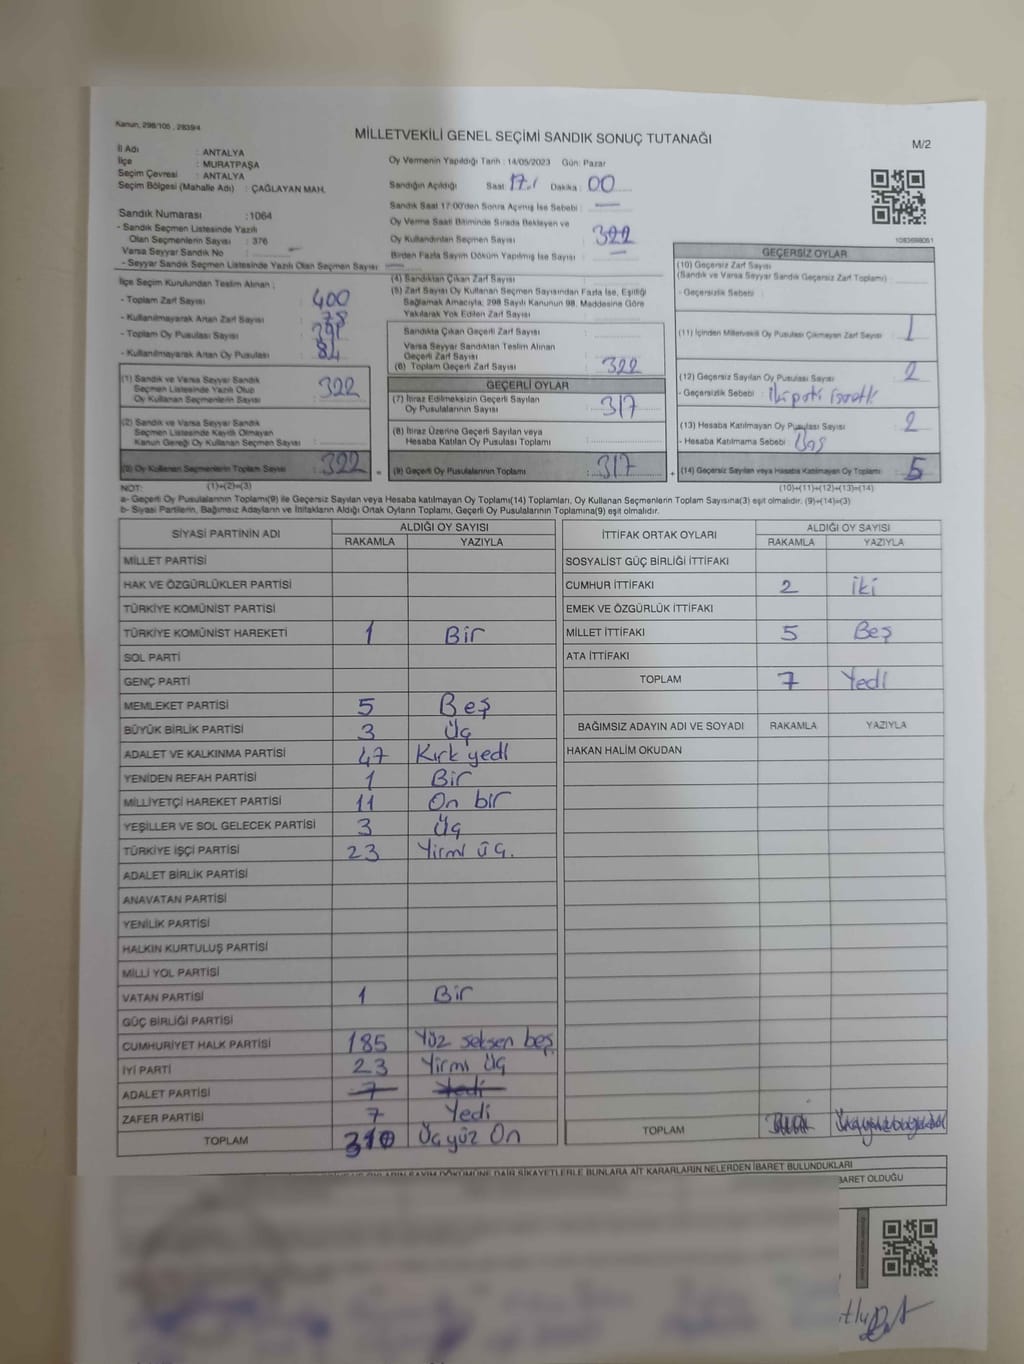 Kanun, 298/105 , 2839/4
MİLLETVEKİLİ GENEL SEÇİMİ SANDIK SONUÇ TUTANAĞI
M/2
İl Adı : ANTALYA
İlçe : MURATPAŞA
Seçim Çevresi : ANTALYA
Seçim Bölgesi (Mahalle Adı) : ÇAĞLAYAN MAH.
Oy Vermenin Yapıldığı Tarih : 14/05/2023 Gün: Pazar
Sandığın Açıldığı Saat: 17 Dakika : 00
Sandık Saat 17:00'den Sonra Açılmış İse Sebebi : —
Oy Verme Saati Bitiminde Sırada Bekleyen ve
Oy Kullandırılan Seçmen Sayısı : 322
Birden Fazla Sayım Döküm Yapılmış İse Sayısı : —
Sandık Numarası :1064
- Sandık Seçmen Listesinde Yazılı
Olan Seçmenlerin Sayısı : 376
Varsa Seyyar Sandık No : —
- Seyyar Sandık Seçmen Listesinde Yazılı Olan Seçmen Sayısı : —
İlçe Seçim Kurulundan Teslim Alınan ;
- Toplam Zarf Sayısı : 400
- Kullanılmayarak Artan Zarf Sayısı : 78
- Toplam Oy Pusulası Sayısı :
- Kullanılmayarak Artan Oy Pusulası :
(1) Sandık ve Varsa Seyyar Sandık
Seçmen Listesinde Yazılı Olup
Oy Kullanan Seçmenlerin Sayısı : 322
(2) Sandık ve Varsa Seyyar Sandık
Seçmen Listesinde Kayıtlı Olmayan
Kanun Gereği Oy Kullanan Seçmen Sayısı :
(3) Oy Kullanan Seçmenlerin Toplam Sayısı : 322
(4) Sandıktan Çıkan Zarf Sayısı :
(5) Zarf Sayısı Oy Kullanan Seçmen Sayısından Fazla İse, Eşitliği
Sağlamak Amacıyla, 298 Sayılı Kanunun 98. Maddesine Göre
Yakılarak Yok Edilen Zarf Sayısı :
Sandıkta Çıkan Geçerli Zarf Sayısı :
Varsa Seyyar Sandıktan Teslim Alınan
Geçerli Zarf Sayısı :
(6) Toplam Geçerli Zarf Sayısı : 322
GEÇERLİ OYLAR
(7) İtiraz Edilmeksizin Geçerli Sayılan
Oy Pusulalarının Sayısı : 317
(8) İtiraz Üzerine Geçerli Sayılan veya
Hesaba Katılan Oy Pusulası Toplamı :
= (9) Geçerli Oy Pusulalarının Toplamı : 317 +
1083698061
GEÇERSİZ OYLAR
(10) Geçersiz Zarf Sayısı
(Sandık ve Varsa Seyyar Sandık Geçersiz Zarf Toplamı) :
- Geçersizlik Sebebi :
(11) İçinden Milletvekili Oy Pusulası Çıkmayan Zarf Sayısı : 1
(12) Geçersiz Sayılan Oy Pusulası Sayısı : 2
- Geçersizlik Sebebi : İki
(13) Hesaba Katılmayan Oy Pusulası Sayısı : 2
- Hesaba Katılmama Sebebi :
(14) Geçersiz Sayılan veya Hesaba Katılmayan Oy Toplamı : 5
NOT: (1)+(2)=(3)
(10)+(11)+(12)+(13)=(14)
a- Geçerli Oy Pusulalarının Toplamı(9) ile Geçersiz Sayılan veya Hesaba katılmayan Oy Toplamı(14) Toplamları, Oy Kullanan Seçmenlerin Toplam Sayısına(3) eşit olmalıdır. (9)+(14)=(3)
b- Siyasi Partilerin, Bağımsız Adayların ve İttifakların Aldığı Ortak Oyların Toplamı, Geçerli Oy Pusulalarının Toplamına(9) eşit olmalıdır.
SİYASİ PARTİNİN ADI ALDIĞI OY SAYISI
RAKAMLA YAZIYLA
MİLLET PARTİSİ
HAK VE ÖZGÜRLÜKLER PARTİSİ
TÜRKİYE KOMÜNİST PARTİSİ
TÜRKİYE KOMÜNİST HAREKETİ 1 Bir
SOL PARTİ
GENÇ PARTİ
MEMLEKET PARTİSİ 5 Beş
BÜYÜK BİRLİK PARTİSİ 3 Üç
ADALET VE KALKINMA PARTİSİ 47 Kırk yedi
YENİDEN REFAH PARTİSİ 1 Bir
MİLLİYETÇİ HAREKET PARTİSİ 11 On bir
YEŞİLLER VE SOL GELECEK PARTİSİ 3 Üç
TÜRKİYE İŞÇİ PARTİSİ 23 Yirmi üç.
ADALET BİRLİK PARTİSİ
ANAVATAN PARTİSİ
YENİLİK PARTİSİ
HALKIN KURTULUŞ PARTİSİ
MİLLİ YOL PARTİSİ
VATAN PARTİSİ 1 Bir
GÜÇ BİRLİĞİ PARTİSİ
CUMHURİYET HALK PARTİSİ 185 Yüz seksen beş
İYİ PARTİ 23 Yirmi üç
ADALET PARTİSİ 7 Yedi
ZAFER PARTİSİ 7 Yedi
TOPLAM 310 Üçyüz On
İTTİFAK ORTAK OYLARI ALDIĞI OY SAYISI
RAKAMLA YAZIYLA
SOSYALİST GÜÇ BİRLİĞİ İTTİFAKI
CUMHUR İTTİFAKI 2 iki
EMEK VE ÖZGÜRLÜK İTTİFAKI
MİLLET İTTİFAKI 5 Beş
ATA İTTİFAKI
TOPLAM 7 Yedi
BAĞIMSIZ ADAYIN ADI VE SOYADI RAKAMLA YAZIYLA
HAKAN HALİM OKUDAN
TOPLAM
SAYIM DÖKÜMÜNE DAİR ŞİKAYETLERLE BUNLARA AİT KARARLARIN NELERDEN İBARET BULUNDUKLARI
BARET OLDUĞU